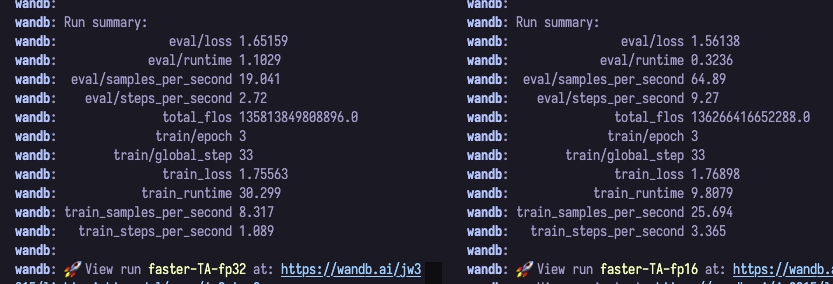 wandb:
wandb: Run summary:
wandb: eval/loss 1.65159
wandb: eval/runtime 1.1029
wandb: eval/samples_per_second 19.041
wandb: eval/steps_per_second 2.72
wandb: total_flos 135813849808896.0
wandb: train/epoch 3
wandb: train/global_step 33
wandb: train_loss 1.75563
wandb: train_runtime 30.299
wandb: train_samples_per_second 8.317
wandb: train_steps_per_second 1.089
wandb:
wandb: 🚀 View run faster-TA-fp32 at: https://wandb.ai/jw3
wandb:
wandb: Run summary:
wandb: eval/loss 1.56138
wandb: eval/runtime 0.3236
wandb: eval/samples_per_second 64.89
wandb: eval/steps_per_second 9.27
wandb: total_flos 136266416652288.0
wandb: train/epoch 3
wandb: train/global_step 33
wandb: train_loss 1.76898
wandb: train_runtime 9.8079
wandb: train_samples_per_second 25.694
wandb: train_steps_per_second 3.365
wandb:
wandb: 🚀 View run faster-TA-fp16 at: https://wandb.a